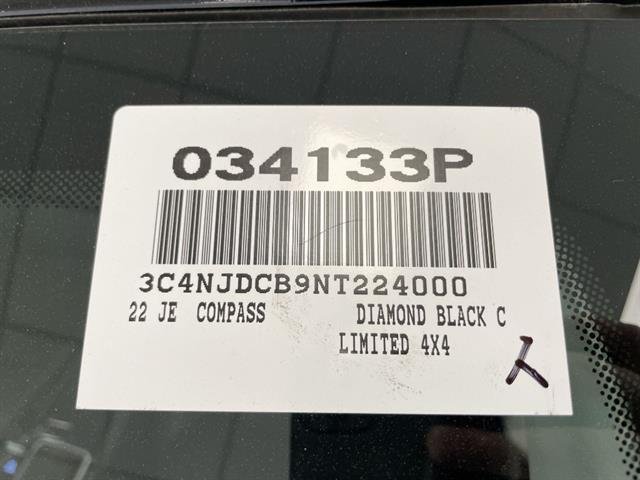 034133P
3C4NJDCB9NT224000
22 JE COMPASS DIAMOND BLACK C
LIMITED 4X4